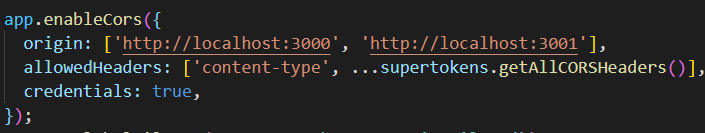 app.enableCors({
origin: ['http://localhost:3000', 'http://localhost:3001'],
allowedHeaders: ['content-type', ...supertokens.getAllCORSHeaders()],
credentials: true,
});